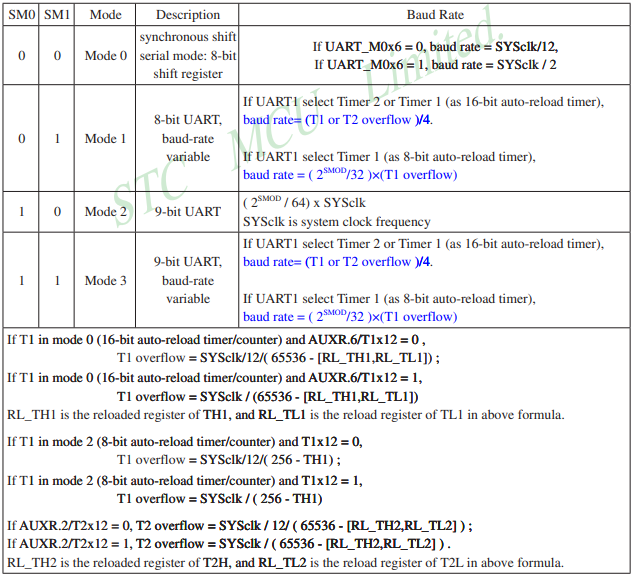 SM0 SM1 Mode Description Baud Rate
0 0 Mode 0 synchronous shift serial mode: 8-bit shift register
If UART_M0x6 = 0, baud rate = SYSclk/12,
If UART_M0x6 = 1, baud rate = SYSclk / 2
0 1 Mode 1 8-bit UART, baud-rate variable
If UART1 select Timer 2 or Timer 1 (as 16-bit auto-reload timer),
baud rate= (T1 or T2 overflow )/4.
If UART1 select Timer 1 (as 8-bit auto-reload timer),
baud rate = ( 2^SMOD/32 )×(T1 overflow)
1 0 Mode 2 9-bit UART
( 2^SMOD / 64) x SYSclk
SYSclk is system clock frequency
1 1 Mode 3 9-bit UART, baud-rate variable
If UART1 select Timer 2 or Timer 1 (as 16-bit auto-reload timer),
baud rate= (T1 or T2 overflow )/4.
If UART1 select Timer 1 (as 8-bit auto-reload timer),
baud rate = ( 2^SMOD/32 )×(T1 overflow)
If T1 in mode 0 (16-bit auto-reload timer/counter) and AUXR.6/T1x12 = 0 ,
T1 overflow = SYSclk/12/( 65536 - [RL_TH1,RL_TL1]) ;
If T1 in mode 0 (16-bit auto-reload timer/counter) and AUXR.6/T1x12 = 1,
T1 overflow = SYSclk / (65536 - [RL_TH1,RL_TL1])
RL_TH1 is the reloaded register of TH1, and RL_TL1 is the reload register of TL1 in above formula.
If T1 in mode 2 (8-bit auto-reload timer/counter) and T1x12 = 0,
T1 overflow = SYSclk/12/( 256 - TH1) ;
If T1 in mode 2 (8-bit auto-reload timer/counter) and T1x12 = 1,
T1 overflow = SYSclk / ( 256 - TH1)
If AUXR.2/T2x12 = 0, T2 overflow = SYSclk / 12/ ( 65536 - [RL_TH2,RL_TL2] ) ;
If AUXR.2/T2x12 = 1, T2 overflow = SYSclk / ( 65536 - [RL_TH2,RL_TL2] ) .
RL_TH2 is the reloaded register of T2H, and RL_TL2 is the reload register of T2L in above formula.
STC MCU Limited.